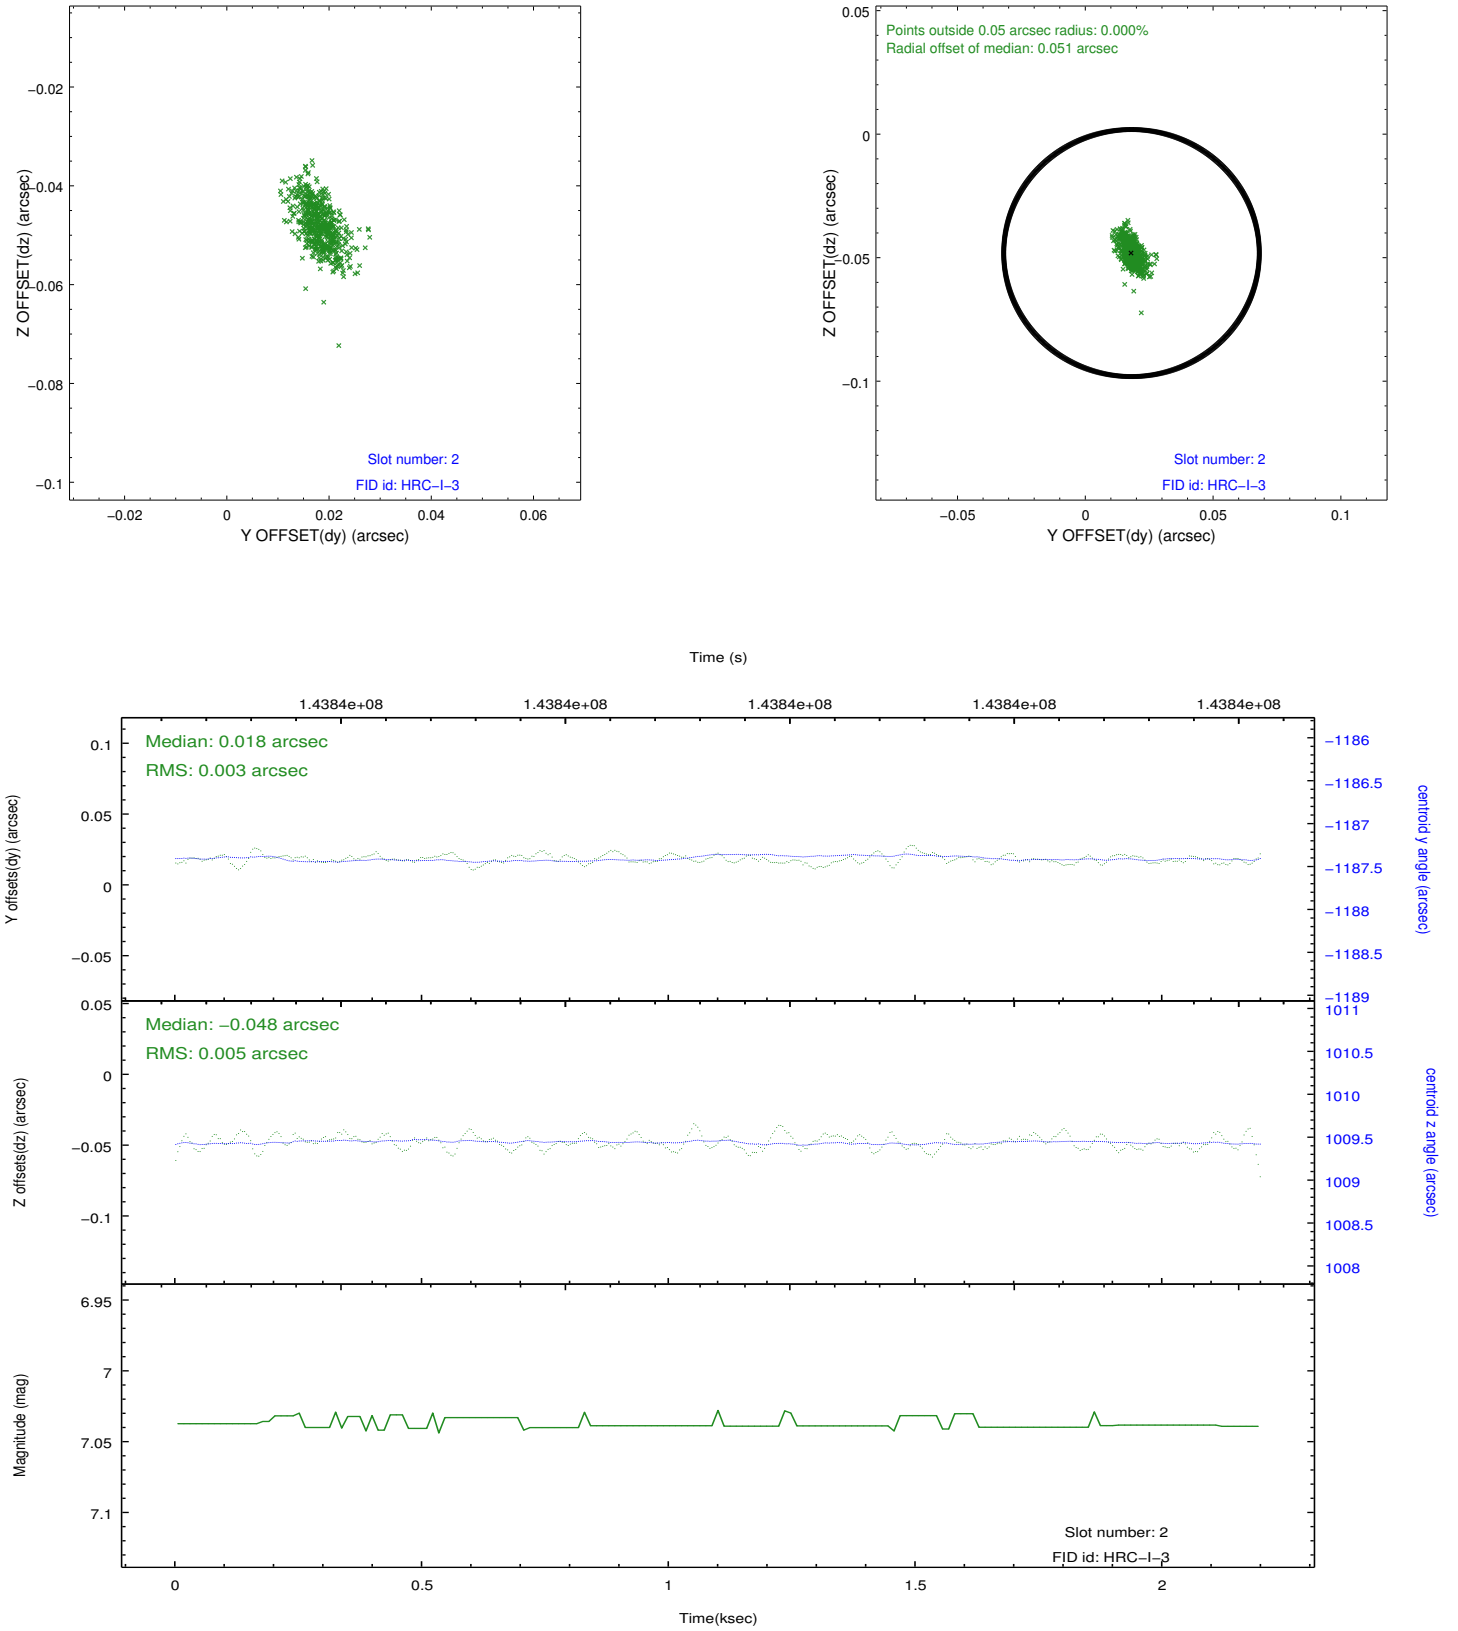 −0.02
−0.04
−0.06
−0.08
−0.1
Z OFFSET(dz) (arcsec)
Slot number: 2
FID id: HRC−I−3
−0.02 0 0.02 0.04 0.06
Y OFFSET(dy) (arcsec)
Points outside 0.05 arcsec radius: 0.000%
Radial offset of median: 0.051 arcsec
0.05
0
−0.05
−0.1
Z OFFSET(dz) (arcsec)
Slot number: 2
FID id: HRC−I−3
−0.05 0 0.05 0.1
Y OFFSET(dy) (arcsec)
Time (s)
1.4384e+08 1.4384e+08 1.4384e+08 1.4384e+08 1.4384e+08
Median: 0.018 arcsec
RMS: 0.003 arcsec
0.1
0.05
0
−0.05
Y offsets(dy) (arcsec)
−1186
−1186.5
−1187
−1187.5
−1188
−1188.5
−1189
centroid y angle (arcsec)
Median: −0.048 arcsec
RMS: 0.005 arcsec
0.05
0
−0.05
−0.1
Z offsets(dz) (arcsec)
1011
1010.5
1010
1009.5
1009
1008.5
1008
centroid z angle (arcsec)
6.95
7
7.05
7.1
Magnitude (mag)
Slot number: 2
FID id: HRC−I−3
0 0.5 1 1.5 2
Time(ksec)